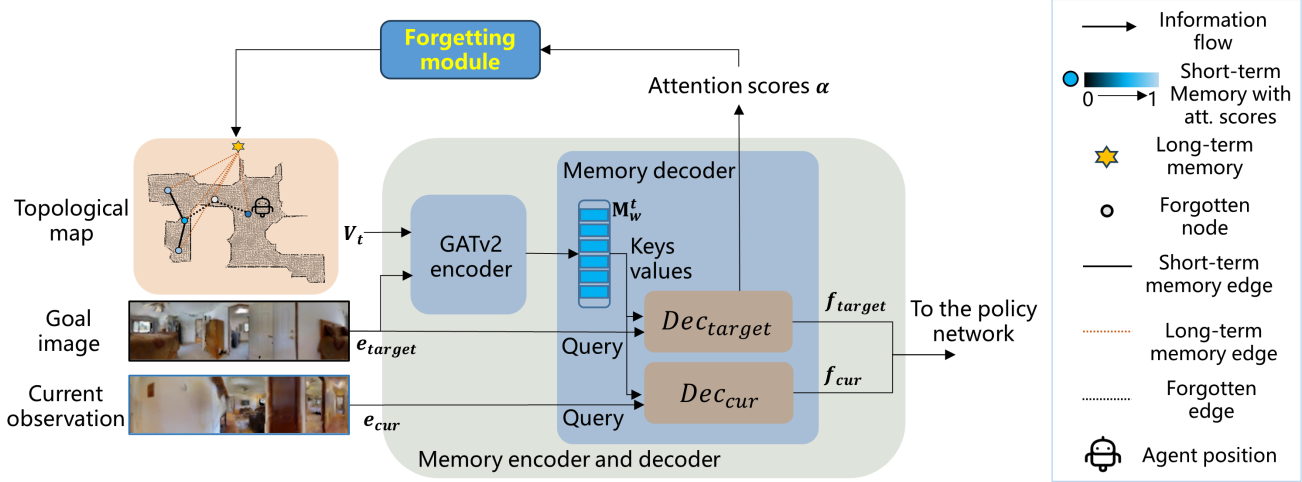 Forgetting
module
Attention scores α
Topological
map
V_t
GATv2
encoder
Memory decoder
M_w^t
Keys
values
Dec_target
Dec_cur
Goal
image
e_target
Query
Current
observation
e_cur
Query
f_target
f_cur
To the policy
network
Memory encoder and decoder
Information
flow
Short-term
Memory with
att. scores
0
1
Long-term
memory
Forgotten
node
Short-term
memory edge
Long-term
memory edge
Forgotten
edge
Agent position